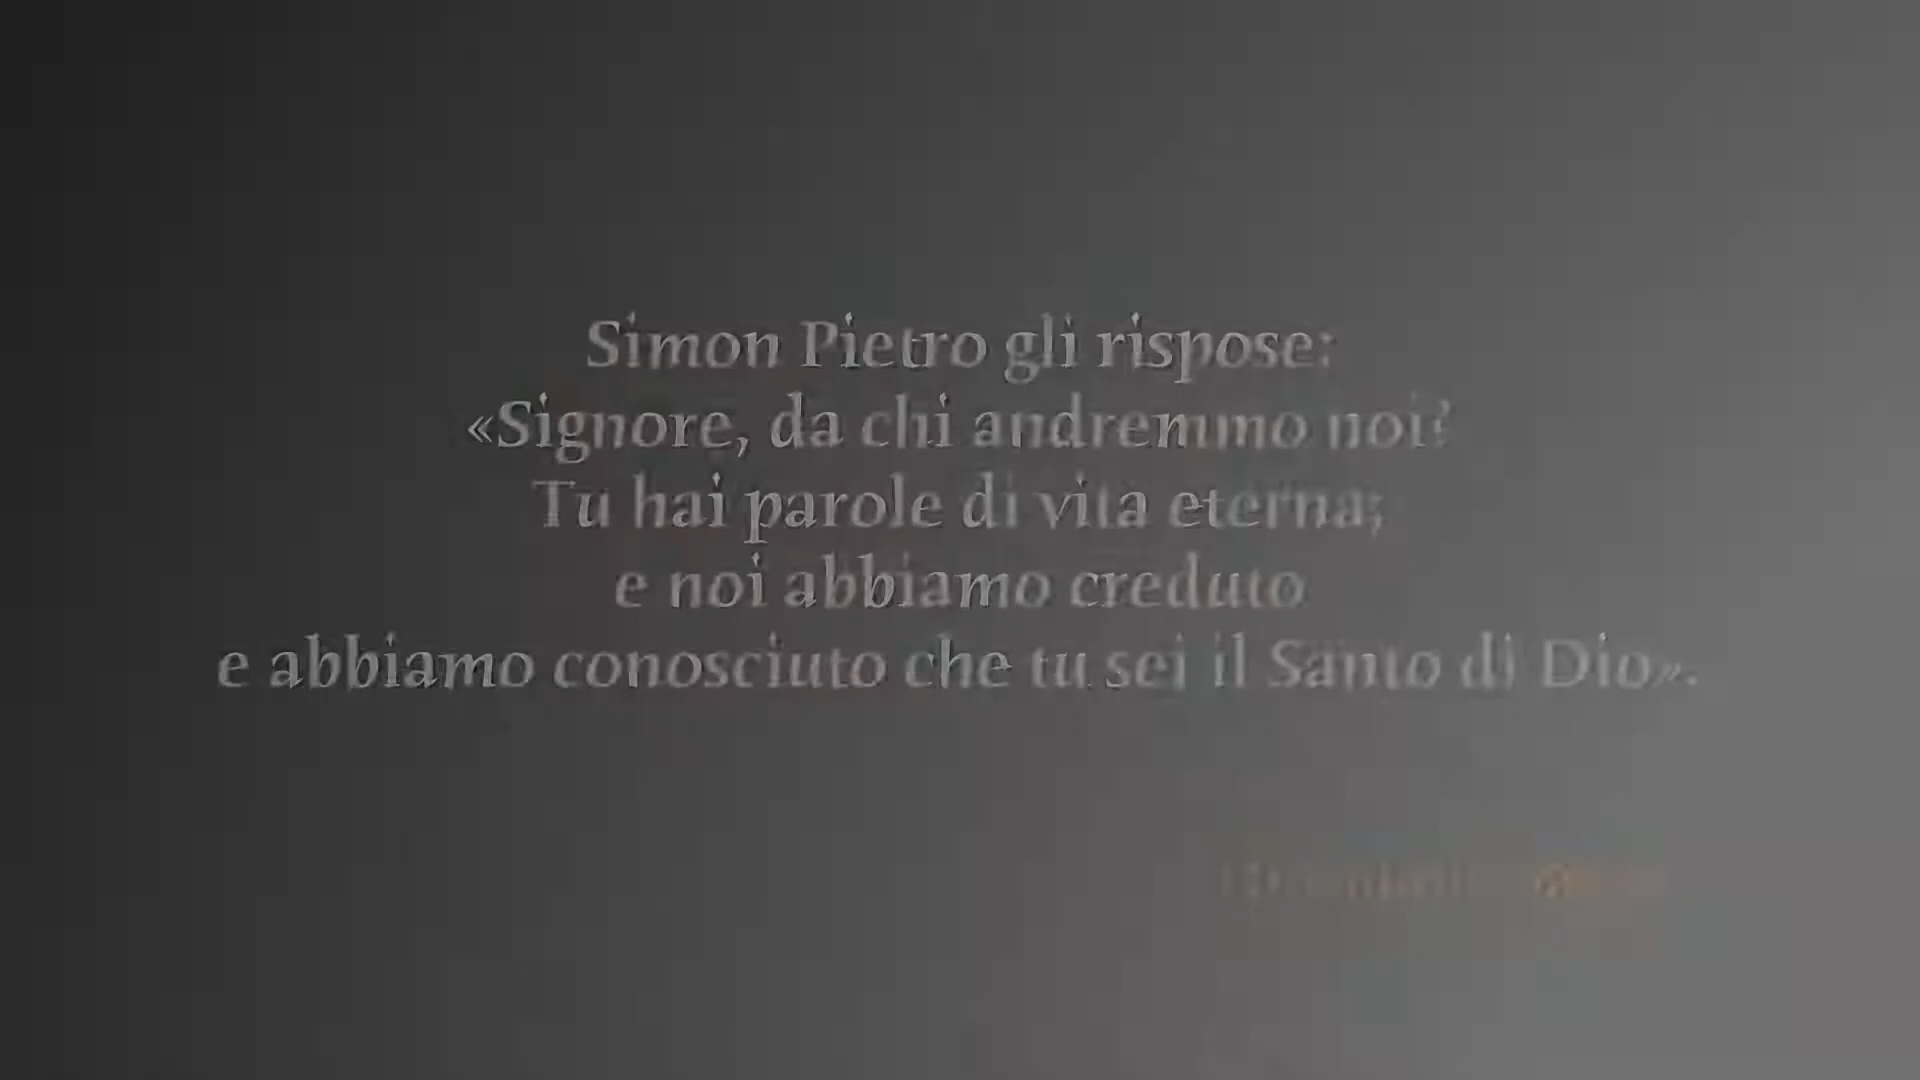 Simon Pietro gli rispose:
«Signore, da chi andremmo noi?
Tu hai parole di vita eterna;
e noi abbiamo creduto
e abbiamo conosciuto che tu sei il Santo di Dio».